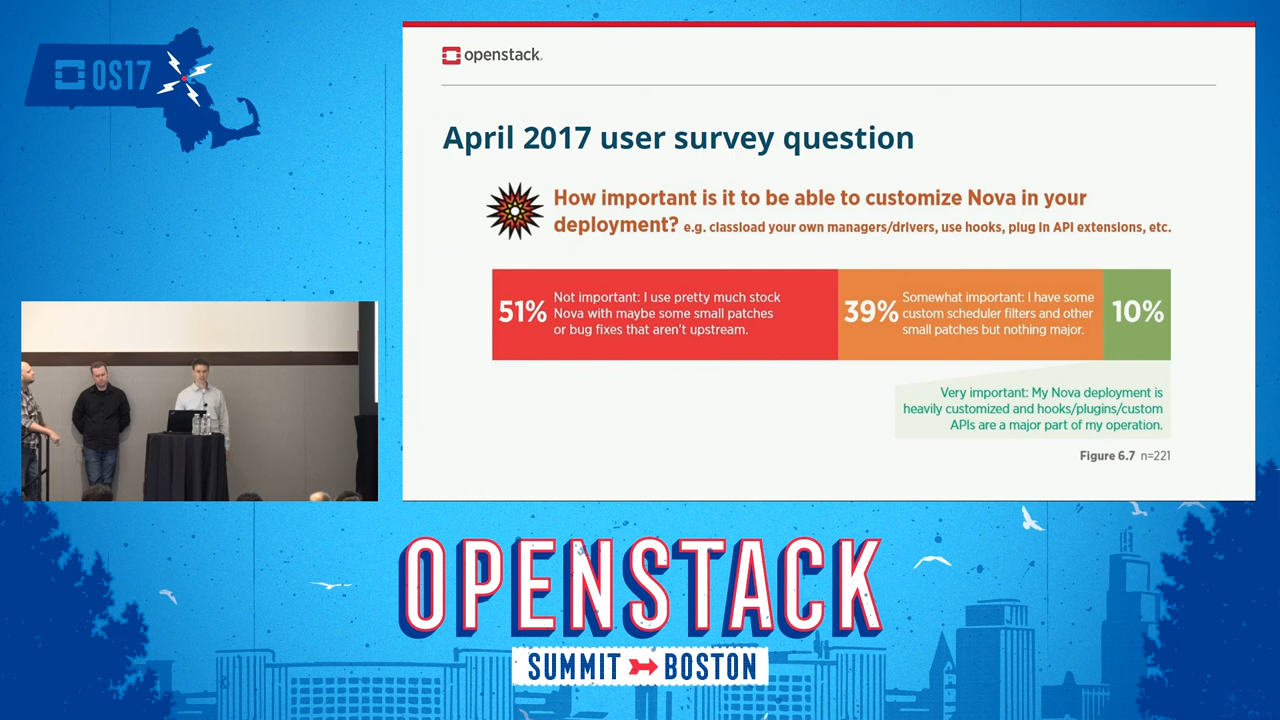 OS17
openstack.
April 2017 user survey question
How important is it to be able to customize Nova in your
deployment? e.g. classload your own managers/drivers, use hooks, plug in API extensions, etc.
51%
Not important: I use pretty much stock
Nova with maybe some small patches
or bug fixes that aren't upstream.
39%
Somewhat important: I have some
custom scheduler filters and other
small patches but nothing major.
10%
Very important: My Nova deployment is
heavily customized and hooks/plugins/custom
APIs are a major part of my operation.
Figure 6.7 n=221
OPENSTACK
SUMMIT BOSTON